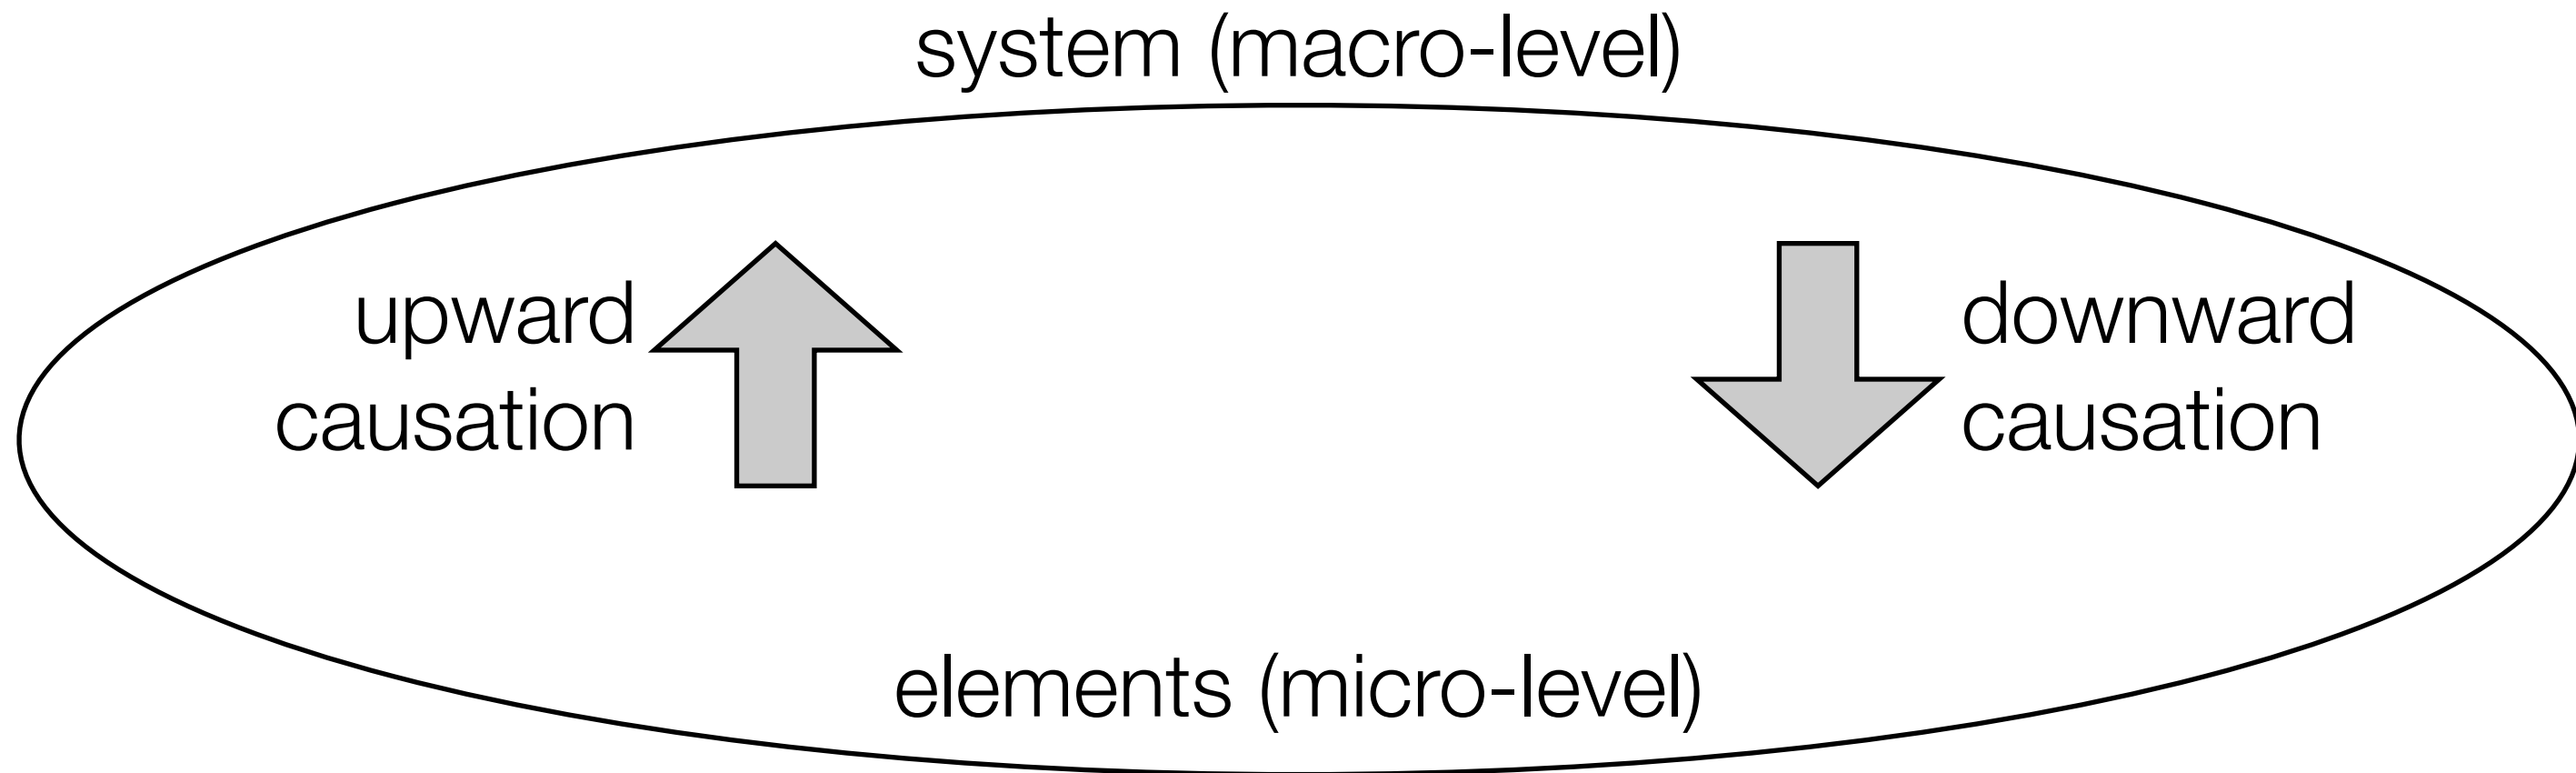 system (macro-level)
upward
causation
downward
causation
elements (micro-level)